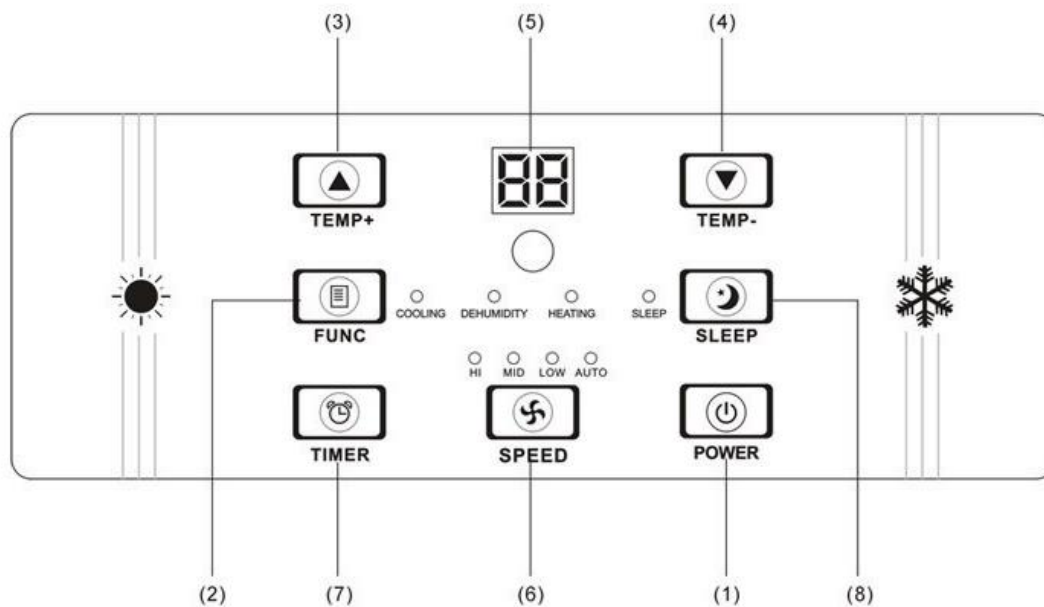 (3) (5) (4)
88
TEMP+ TEMP-
COOLING DEHUMIDITY HEATING SLEEP
FUNC SLEEP
HI MID LOW AUTO
TIMER SPEED POWER
(2) (7) (6) (1) (8)